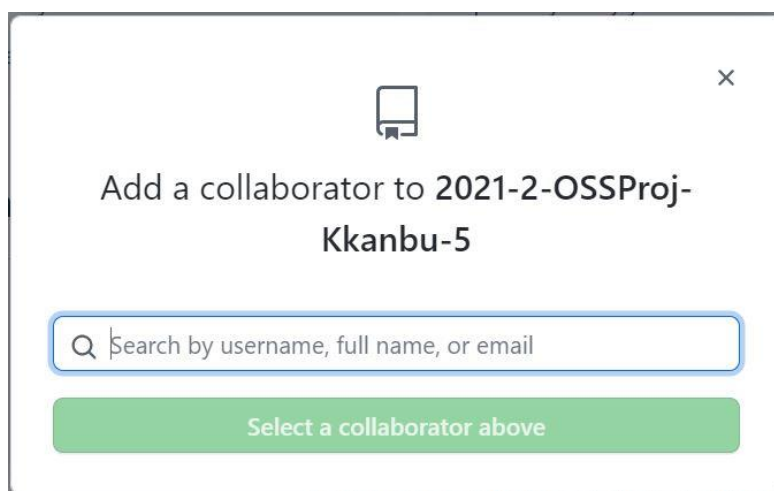 Add a collaborator to 2021-2-OSSProj-
Kkanbu-5
Search by username, full name, or email
Select a collaborator above